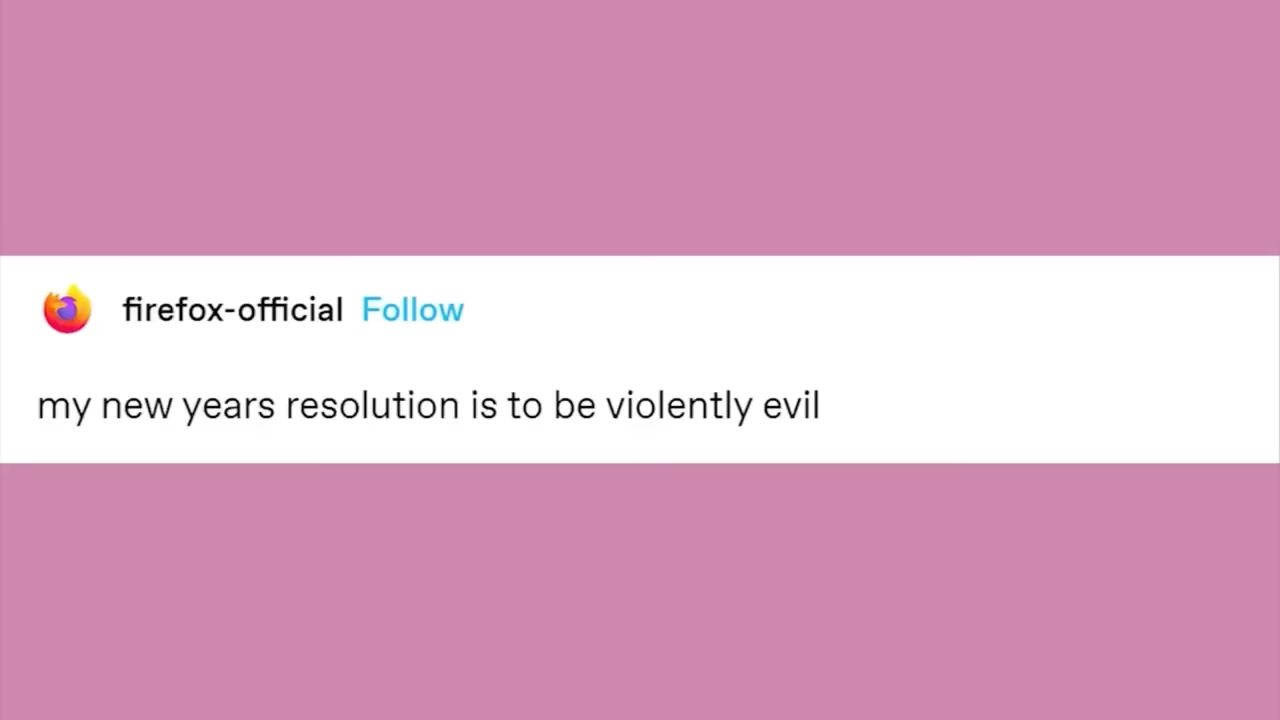 firefox-official Follow
my new years resolution is to be violently evil